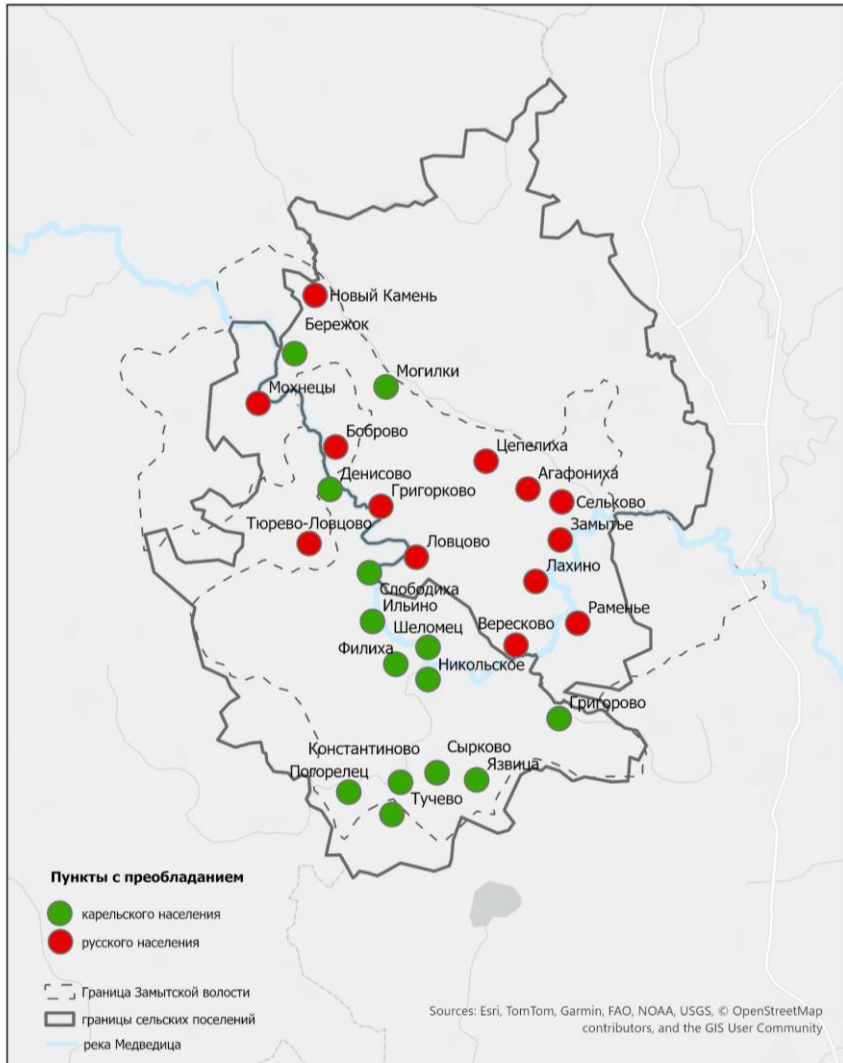 Новый Камень
Бережок
Могилки
Мохнецы
Боброво
Цепелиха
Денисово
Агафониха
Григорково
Сельково
Тюрево-Ловцово
Замытье
Ловцово
Лахино
Слободиха
Ильино
Вересково
Раменье
Шеломец
Филиха
Никольское
Григорово
Константиново
Сырково
Язвица
Погорелец
Тучево
Пункты с преобладанием
карельского населения
русского населения
Граница Замытской волости
границы сельских поселений
река Медведица
Sources: Esri, TomTom, Garmin, FAO, NOAA, USGS, © OpenStreetMap
contributors, and the GIS User Community